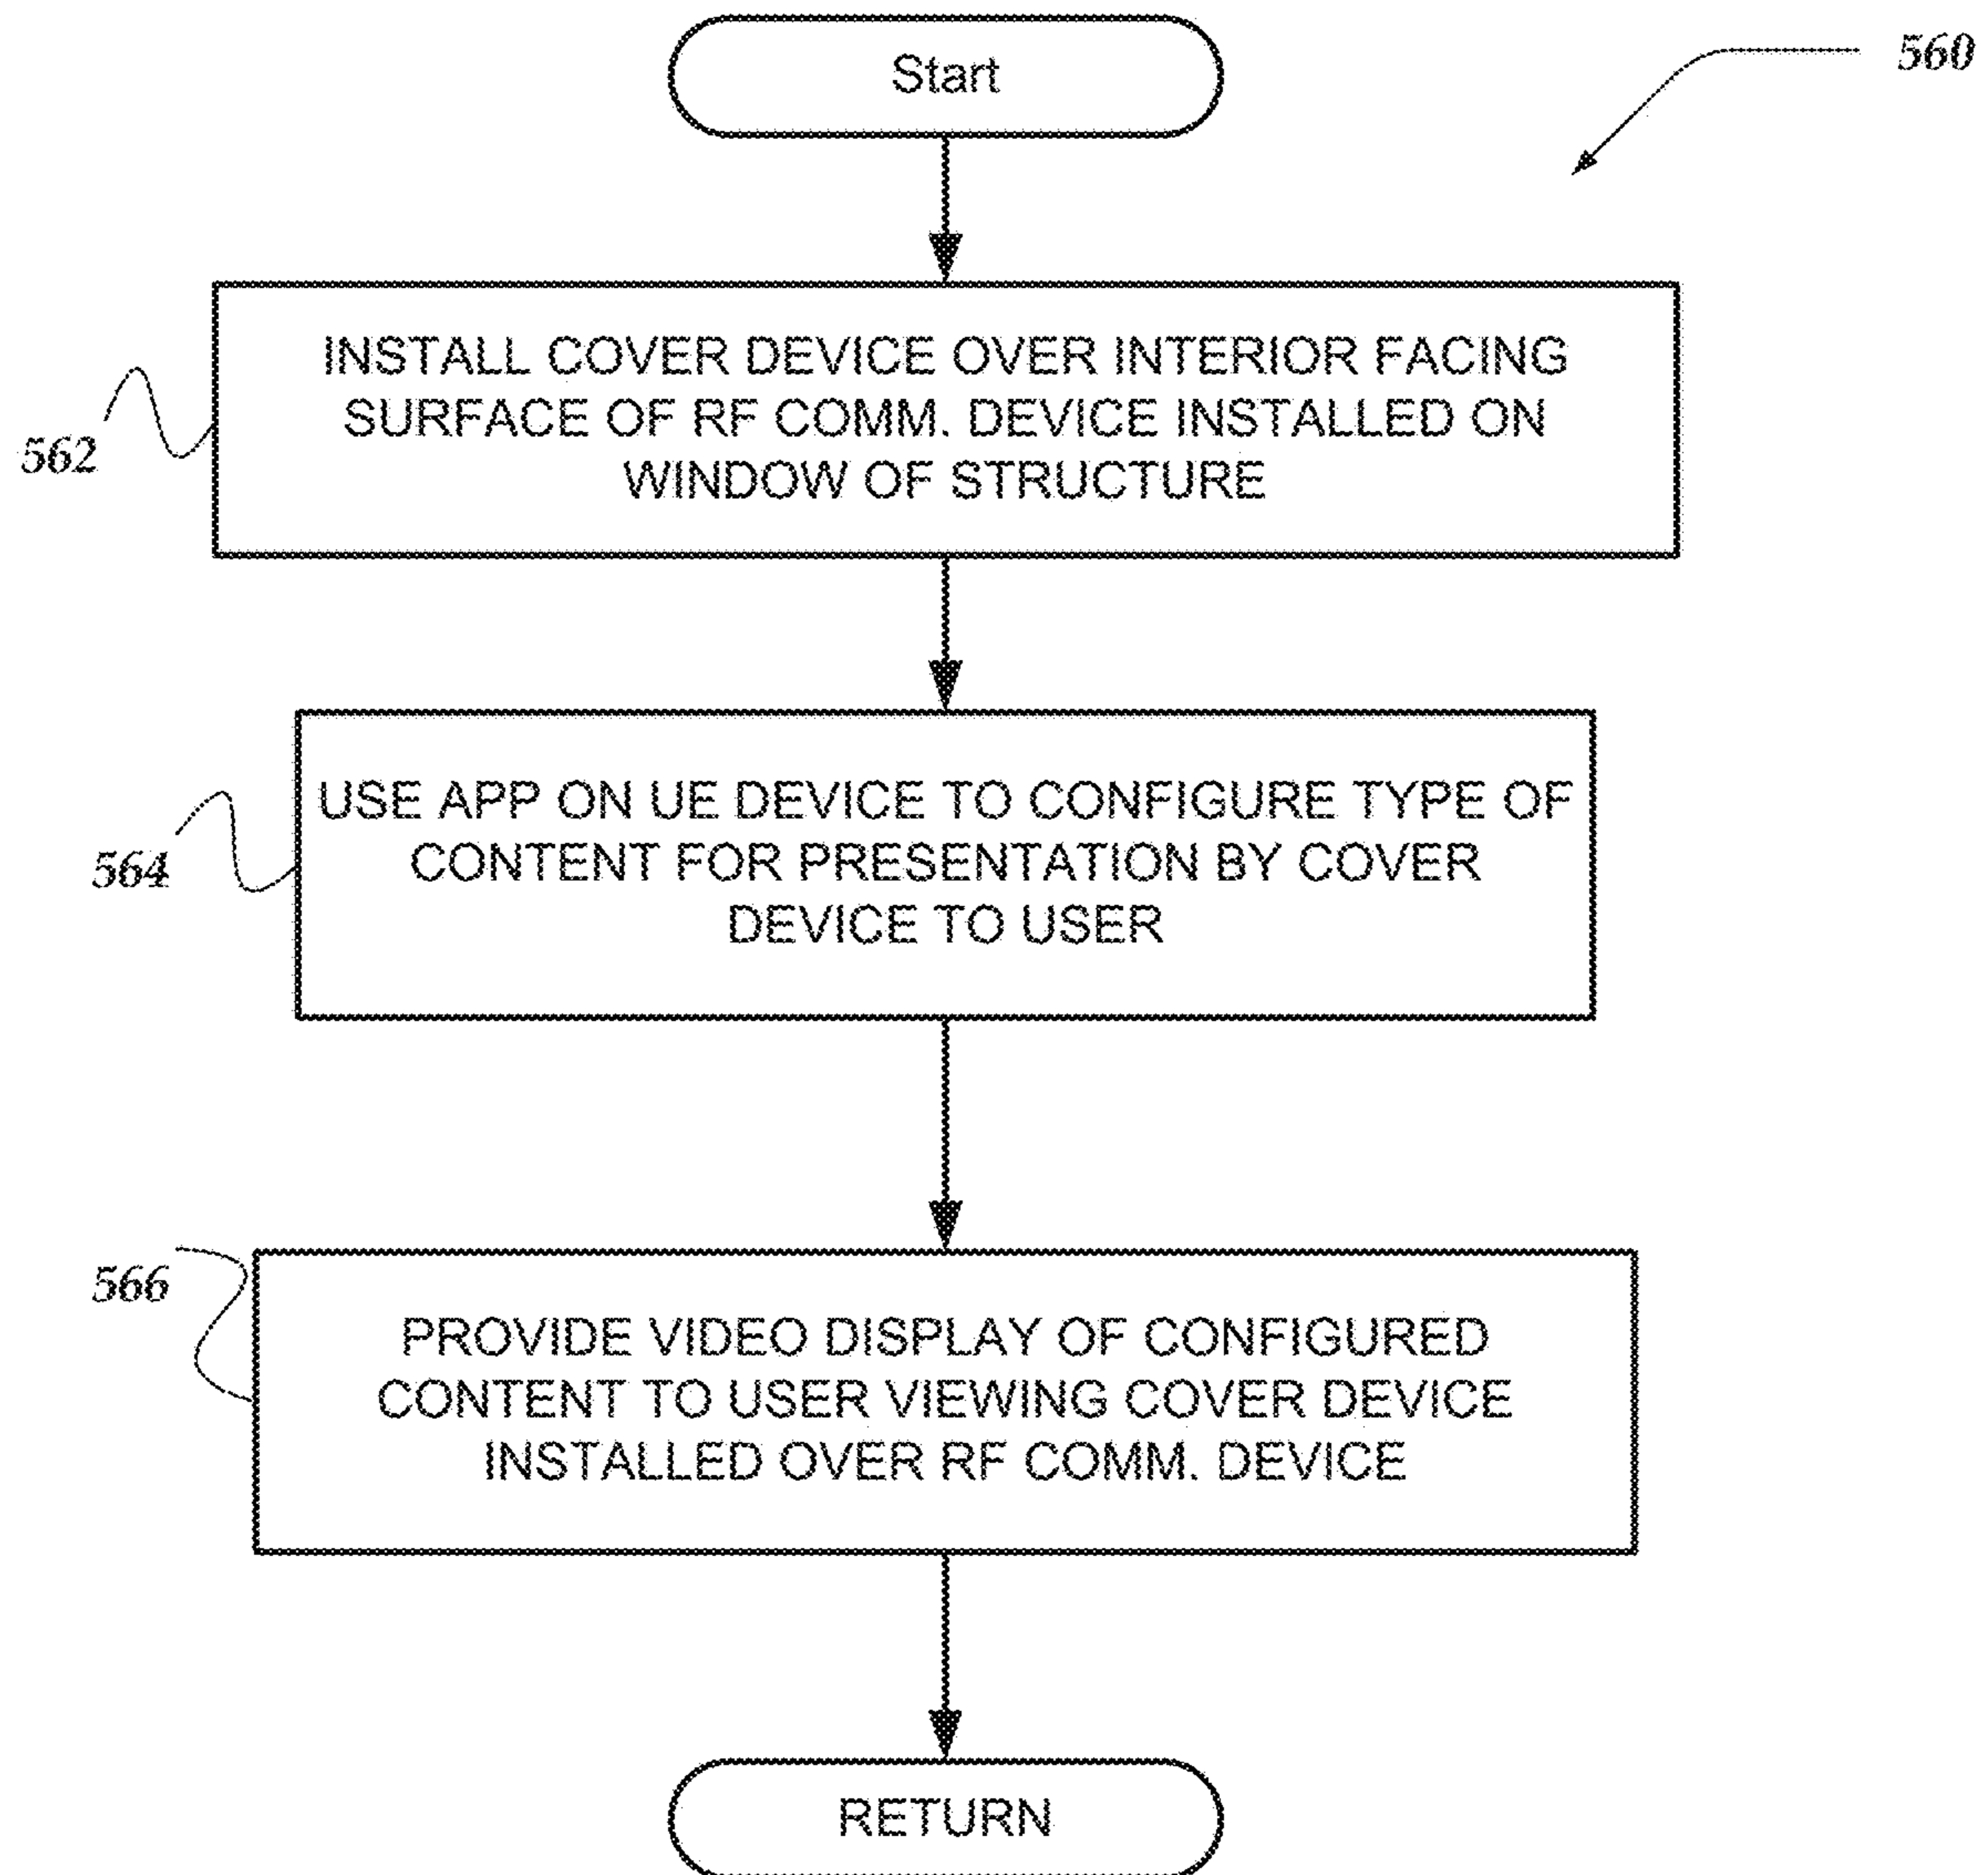 Start
560
INSTALL COVER DEVICE OVER INTERIOR FACING
SURFACE OF RF COMM. DEVICE INSTALLED ON
WINDOW OF STRUCTURE
562
USE APP ON UE DEVICE TO CONFIGURE TYPE OF
CONTENT FOR PRESENTATION BY COVER
DEVICE TO USER
564
566
PROVIDE VIDEO DISPLAY OF CONFIGURED
CONTENT TO USER VIEWING COVER DEVICE
INSTALLED OVER RF COMM. DEVICE
RETURN